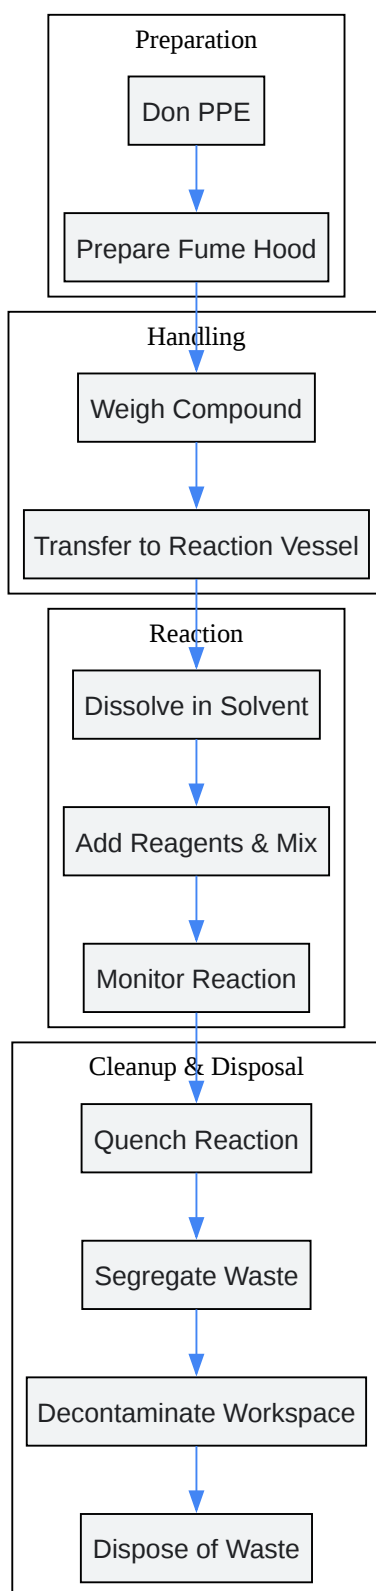 Preparation
Don PPE
Prepare Fume Hood
Handling
Weigh Compound
Transfer to Reaction Vessel
Reaction
Dissolve in Solvent
Add Reagents & Mix
Monitor Reaction
Cleanup & Disposal
Quench Reaction
Segregate Waste
Decontaminate Workspace
Dispose of Waste